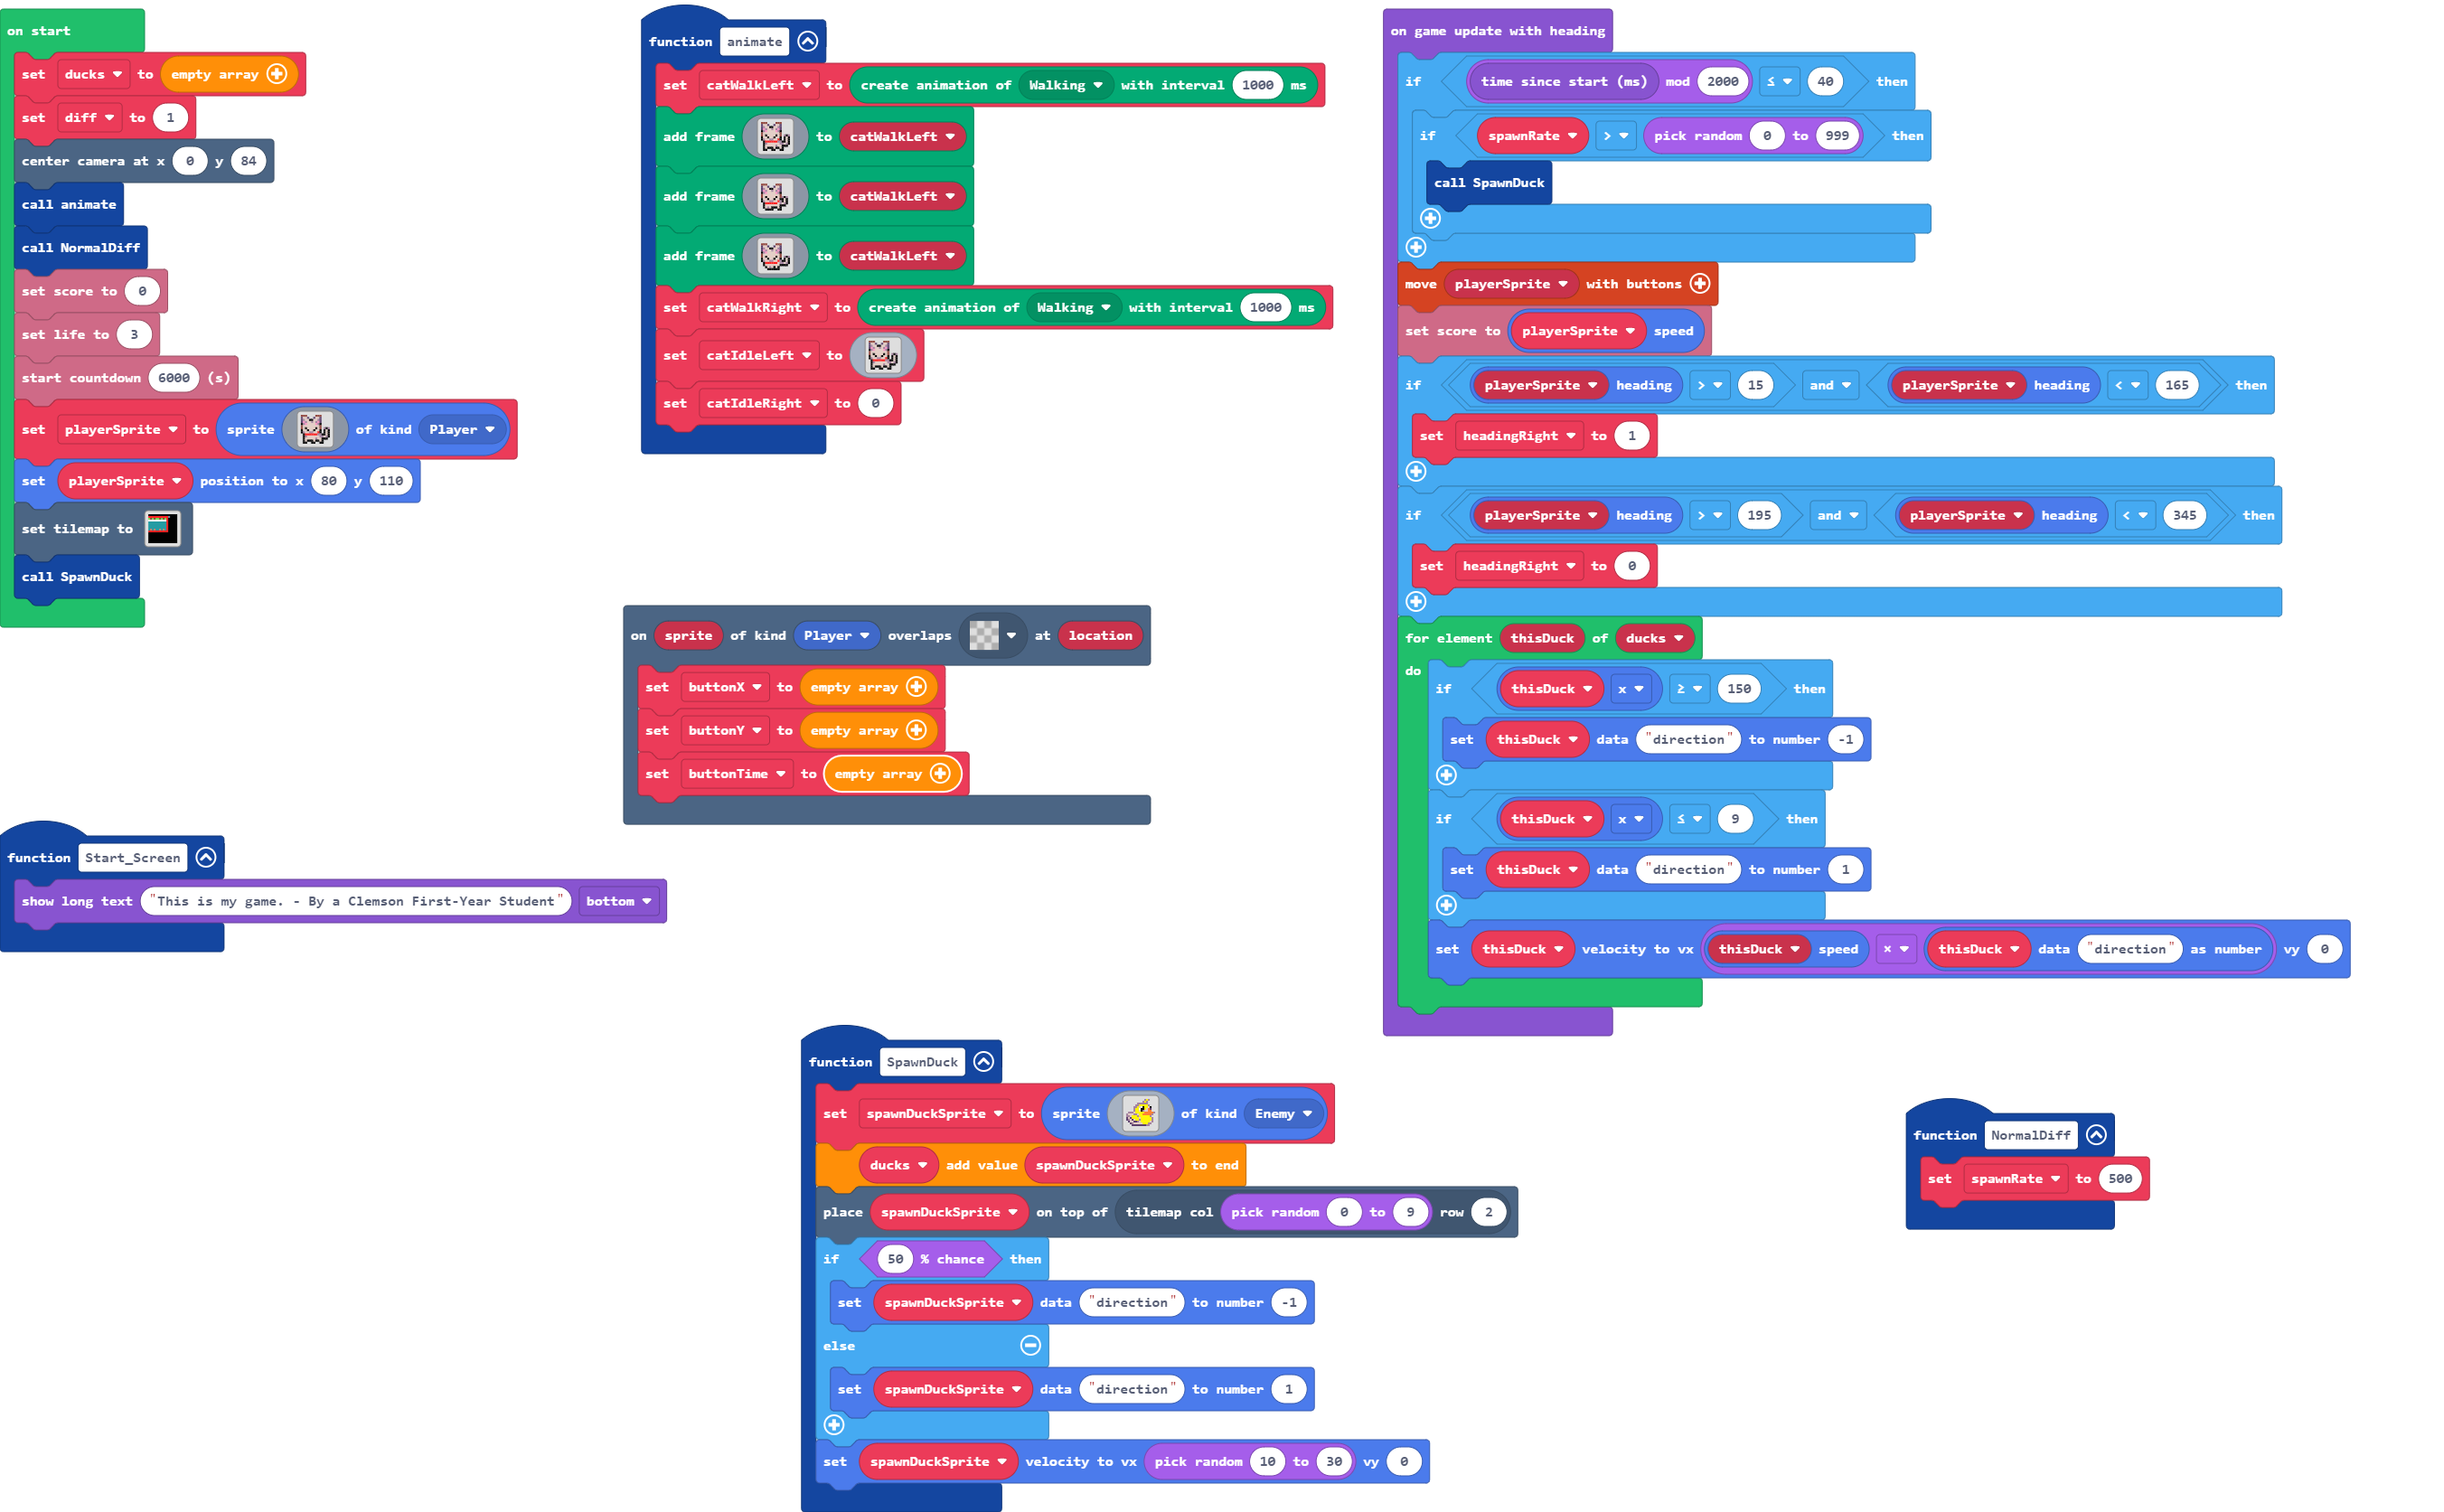 on start
set ducks to empty array
set diff to 1
center camera at x 0 y 84
call animate
call NormalDiff
set score to 0
set life to 3
start countdown 6000 (s)
set playerSprite to sprite of kind Player
set playerSprite position to x 80 y 110
set tilemap to
call SpawnDuck
function animate
set catWalkLeft to create animation of Walking with interval 1000 ms
add frame to catWalkLeft
add frame to catWalkLeft
add frame to catWalkLeft
set catWalkRight to create animation of Walking with interval 1000 ms
set catIdleLeft to
set catIdleRight to 0
on sprite of kind Player overlaps at location
set buttonX to empty array
set buttonY to empty array
set buttonTime to empty array
function Start_Screen
show long text "This is my game. - By a Clemson First-Year Student" bottom
on game update with heading
if time since start (ms) mod 2000 ≤ 40 then
if spawnRate > pick random 0 to 999 then
call SpawnDuck
move playerSprite with buttons
set score to playerSprite speed
if playerSprite heading > 15 and playerSprite heading < 165 then
set headingRight to 1
if playerSprite heading > 195 and playerSprite heading < 345 then
set headingRight to 0
for element thisDuck of ducks
do if thisDuck x ≥ 150 then
set thisDuck data "direction" to number -1
if thisDuck x ≤ 9 then
set thisDuck data "direction" to number 1
set thisDuck velocity to vx thisDuck speed × thisDuck data "direction" as number vy 0
function SpawnDuck
set spawnDuckSprite to sprite of kind Enemy
ducks add value spawnDuckSprite to end
place spawnDuckSprite on top of tilemap col pick random 0 to 9 row 2
if 50 % chance then
set spawnDuckSprite data "direction" to number -1
else
set spawnDuckSprite data "direction" to number 1
set spawnDuckSprite velocity to vx pick random 10 to 30 vy 0
function NormalDiff
set spawnRate to 500